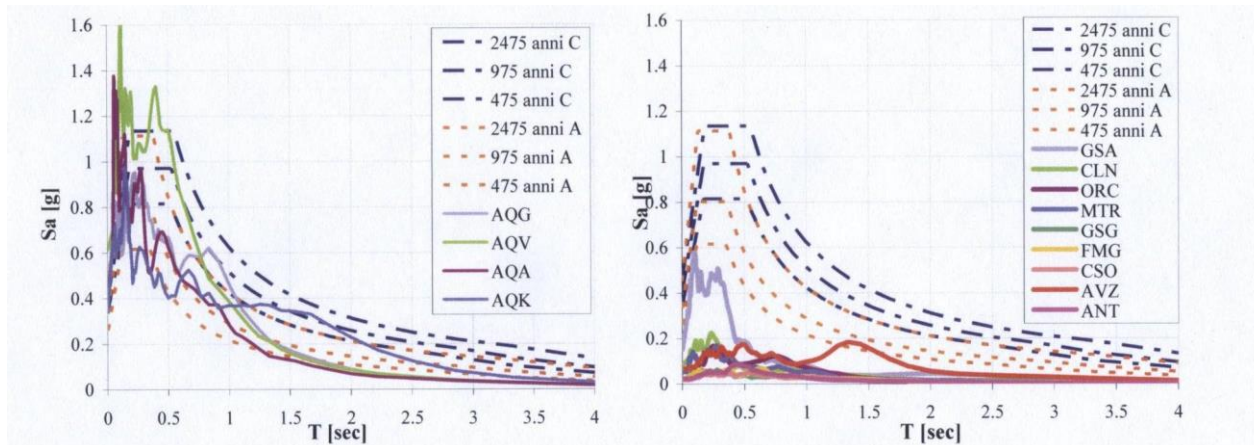 1.6
1.4
1.2
1
0.8
0.6
0.4
0.2
0
Sa [g]
0 0.5 1 1.5 2 2.5 3 3.5 4
T [sec]
2475 anni C
975 anni C
475 anni C
2475 anni A
975 anni A
475 anni A
AQG
AQV
AQA
AQK
1.6
1.4
1.2
1
0.8
0.6
0.4
0.2
0
Sa [g]
0 0.5 1 1.5 2 2.5 3 3.5 4
T [sec]
2475 anni C
975 anni C
475 anni C
2475 anni A
975 anni A
475 anni A
GSA
CLN
ORC
MTR
GSG
FMG
CSO
AVZ
ANT